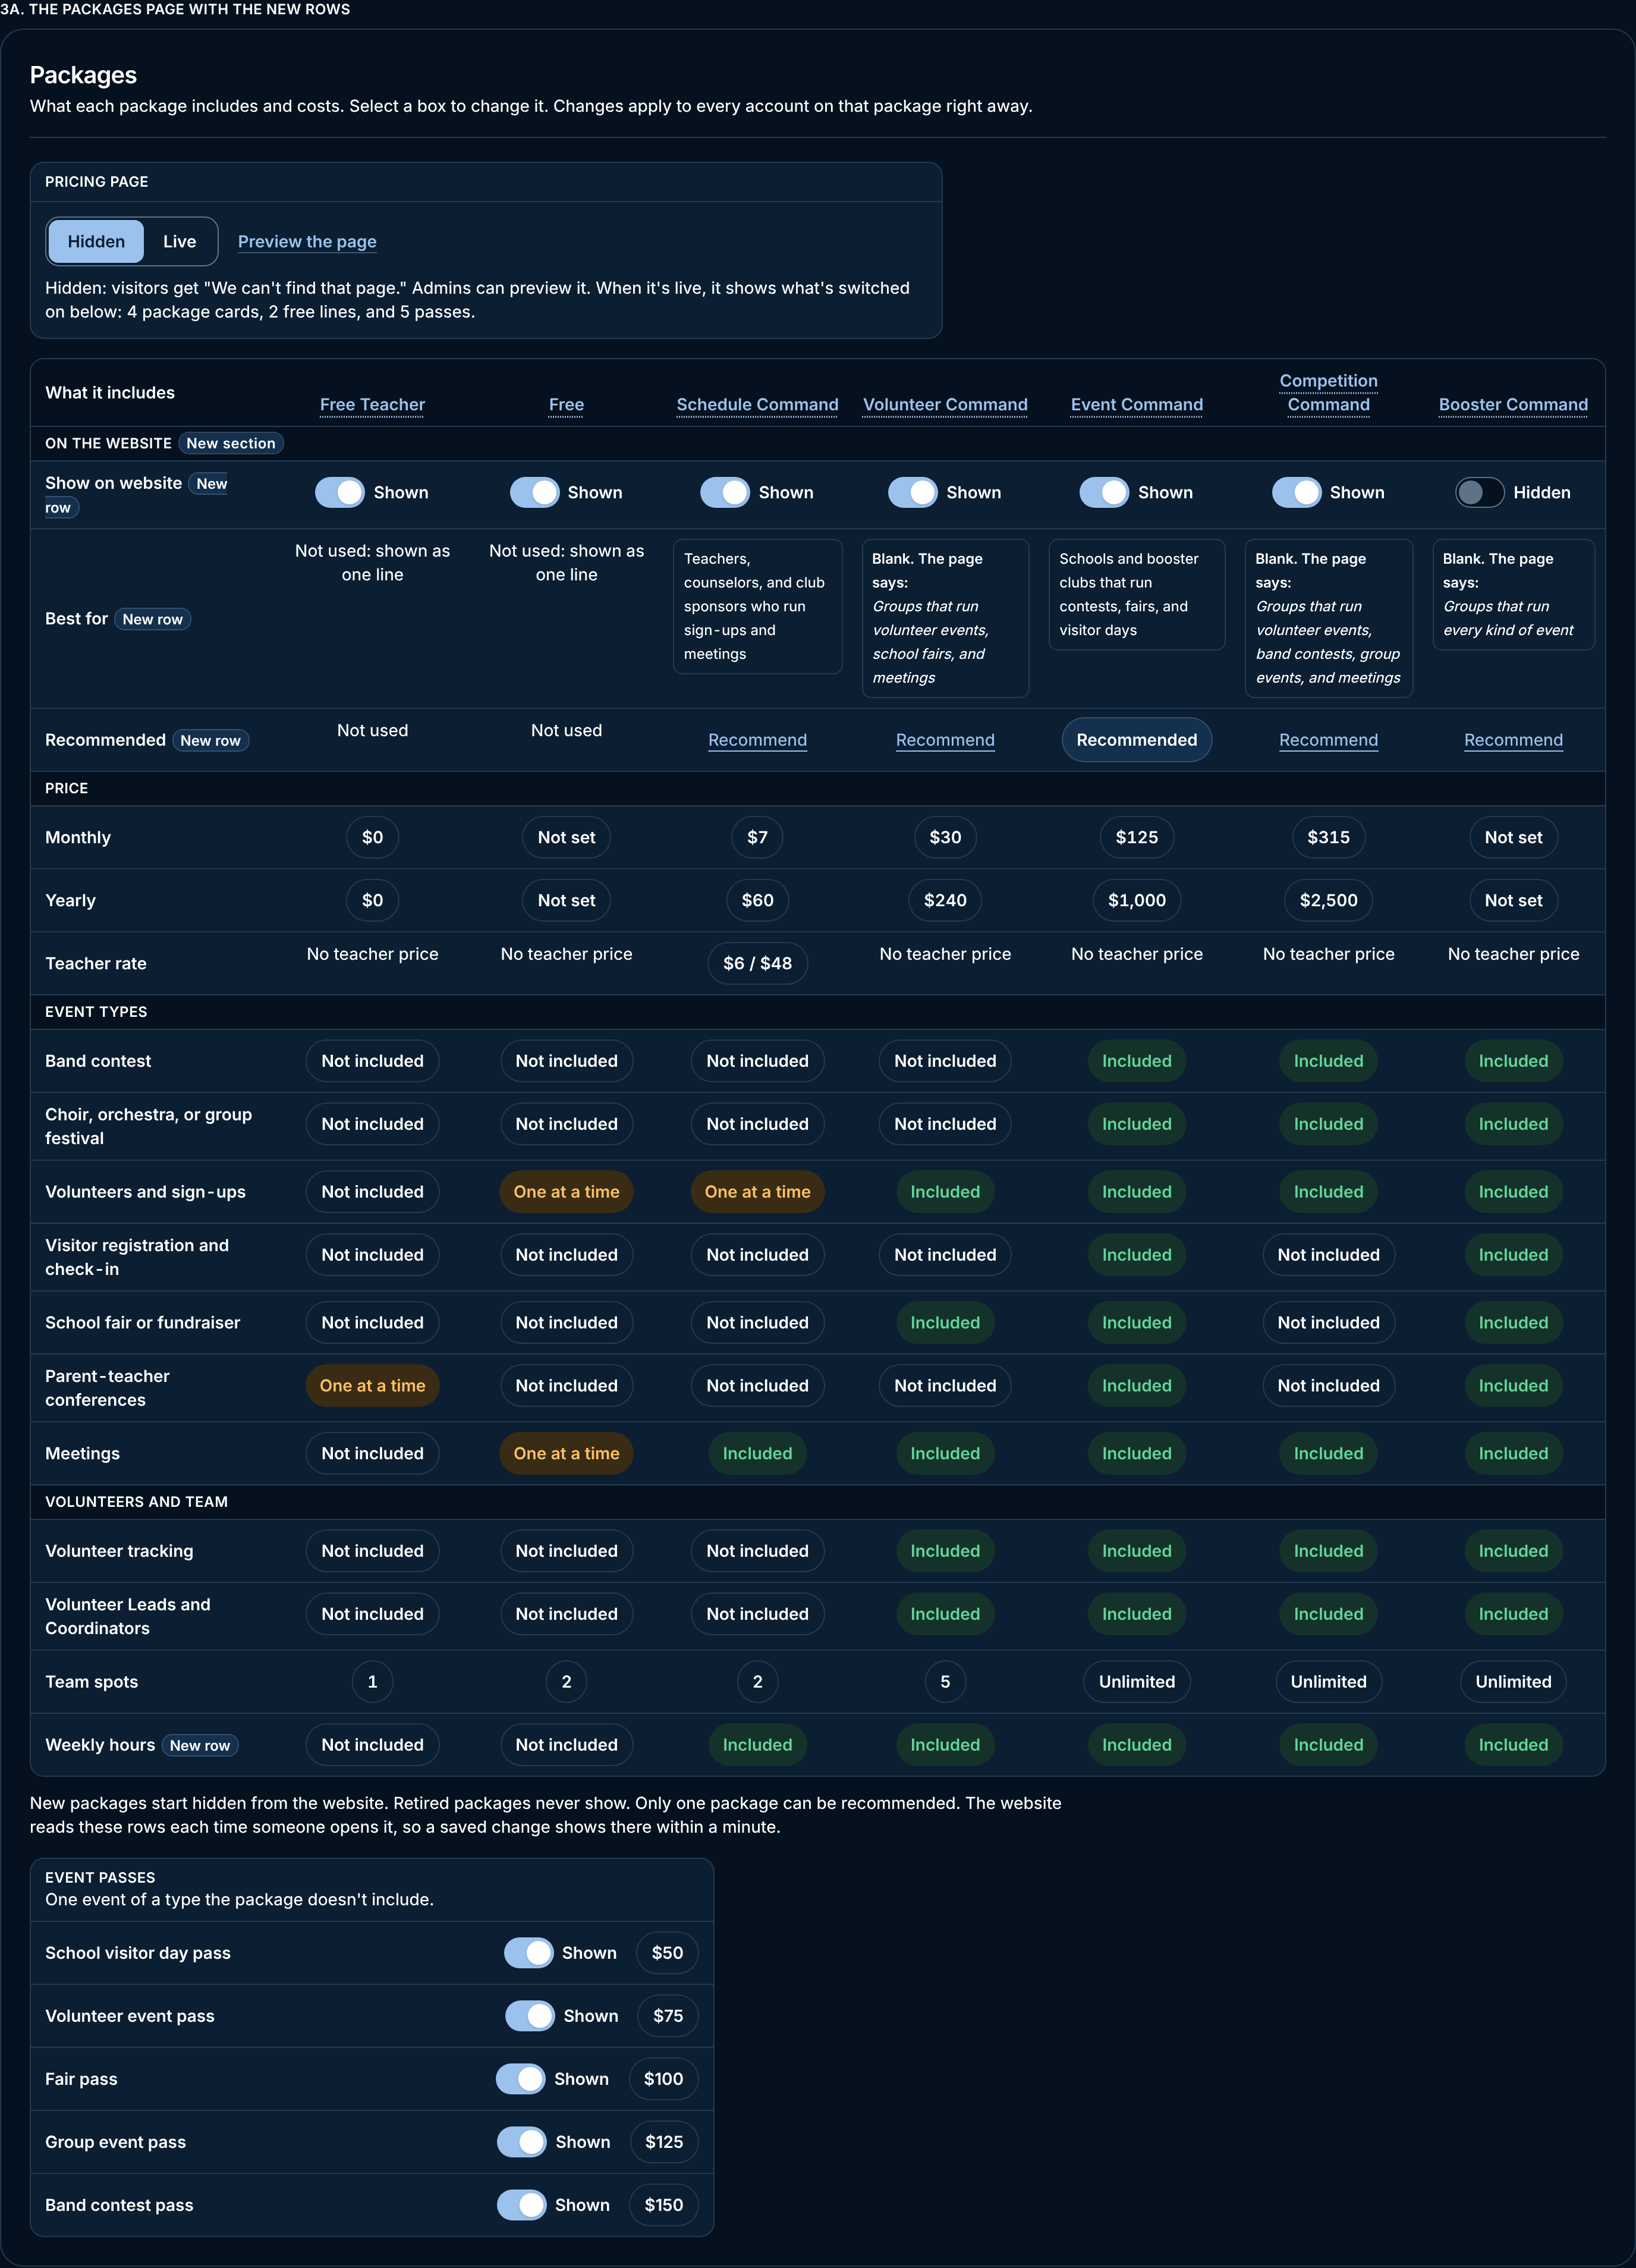 3A. THE PACKAGES PAGE WITH THE NEW ROWS
Packages
What each package includes and costs. Select a box to change it. Changes apply to every account on that package right away.
PRICING PAGE
Hidden Live Preview the page
Hidden: visitors get "We can't find that page." Admins can preview it. When it's live, it shows what's switched
on below: 4 package cards, 2 free lines, and 5 passes.
What it includes Free Teacher Free Schedule Command Volunteer Command Event Command Competition Command Booster Command
ON THE WEBSITE New section
Show on website New row Shown Shown Shown Shown Shown Shown Hidden
Best for New row
Not used: shown as
one line
Not used: shown as
one line
Teachers,
counselors, and club
sponsors who run
sign-ups and
meetings
Blank. The page
says:
Groups that run
volunteer events,
school fairs, and
meetings
Schools and booster
clubs that run
contests, fairs, and
visitor days
Blank. The page
says:
Groups that run
volunteer events,
band contests, group
events, and meetings
Blank. The page
says:
Groups that run
every kind of event
Recommended New row Not used Not used Recommend Recommend Recommended Recommend Recommend
PRICE
Monthly $0 Not set $7 $30 $125 $315 Not set
Yearly $0 Not set $60 $240 $1,000 $2,500 Not set
Teacher rate No teacher price No teacher price $6 / $48 No teacher price No teacher price No teacher price No teacher price
EVENT TYPES
Band contest Not included Not included Not included Not included Included Included Included
Choir, orchestra, or group
festival Not included Not included Not included Not included Included Included Included
Volunteers and sign-ups Not included One at a time One at a time Included Included Included Included
Visitor registration and
check-in Not included Not included Not included Not included Included Not included Included
School fair or fundraiser Not included Not included Not included Included Included Not included Included
Parent-teacher
conferences One at a time Not included Not included Not included Included Not included Included
Meetings Not included One at a time Included Included Included Included Included
VOLUNTEERS AND TEAM
Volunteer tracking Not included Not included Not included Included Included Included Included
Volunteer Leads and
Coordinators Not included Not included Not included Included Included Included Included
Team spots 1 2 2 5 Unlimited Unlimited Unlimited
Weekly hours New row Not included Not included Included Included Included Included Included
New packages start hidden from the website. Retired packages never show. Only one package can be recommended. The website
reads these rows each time someone opens it, so a saved change shows there within a minute.
EVENT PASSES
One event of a type the package doesn't include.
School visitor day pass Shown $50
Volunteer event pass Shown $75
Fair pass Shown $100
Group event pass Shown $125
Band contest pass Shown $150